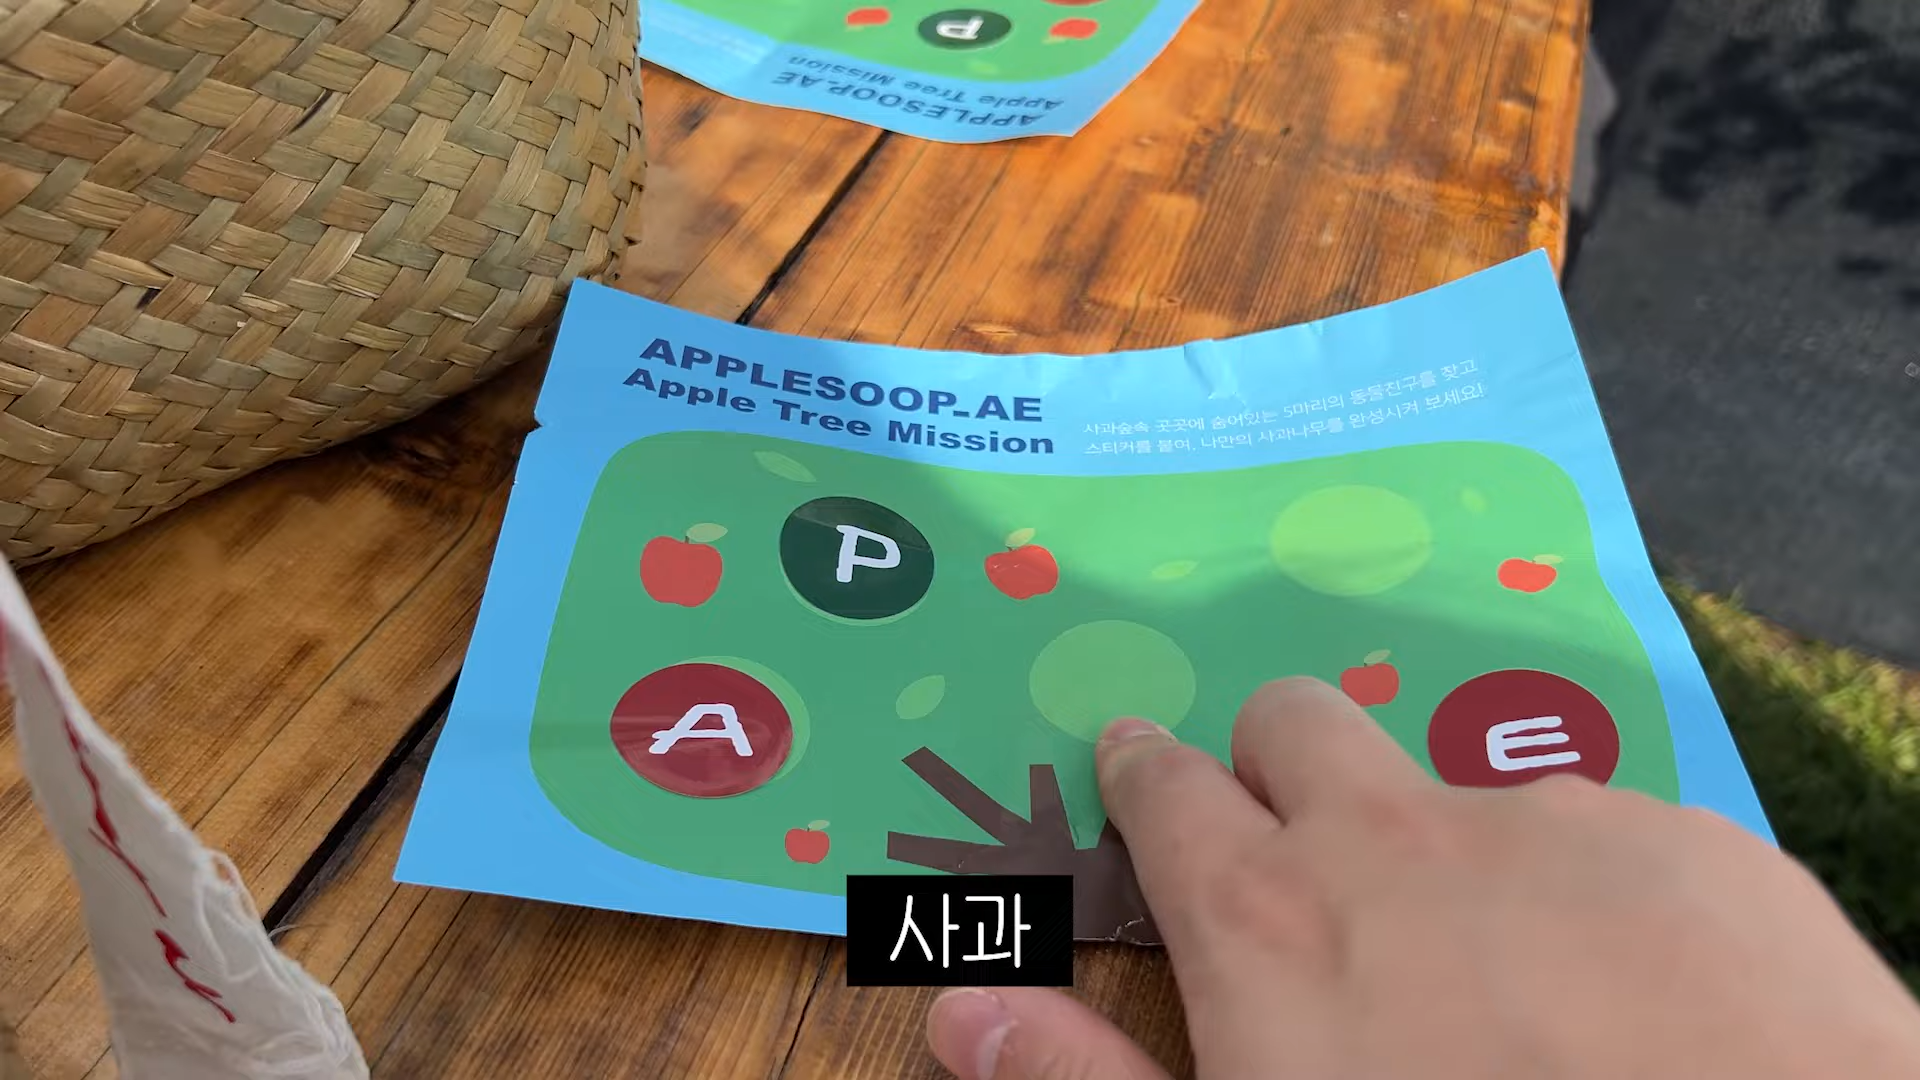 P
Apple Tree Mission
APPLESOOP_AE
APPLESOOP_AE
Apple Tree Mission
사과숲속 곳곳에 숨어있는 5마리의 동물친구를 찾고
스티커를 붙여, 나만의 사과나무를 완성시켜 보세요!
P
A
E
사과